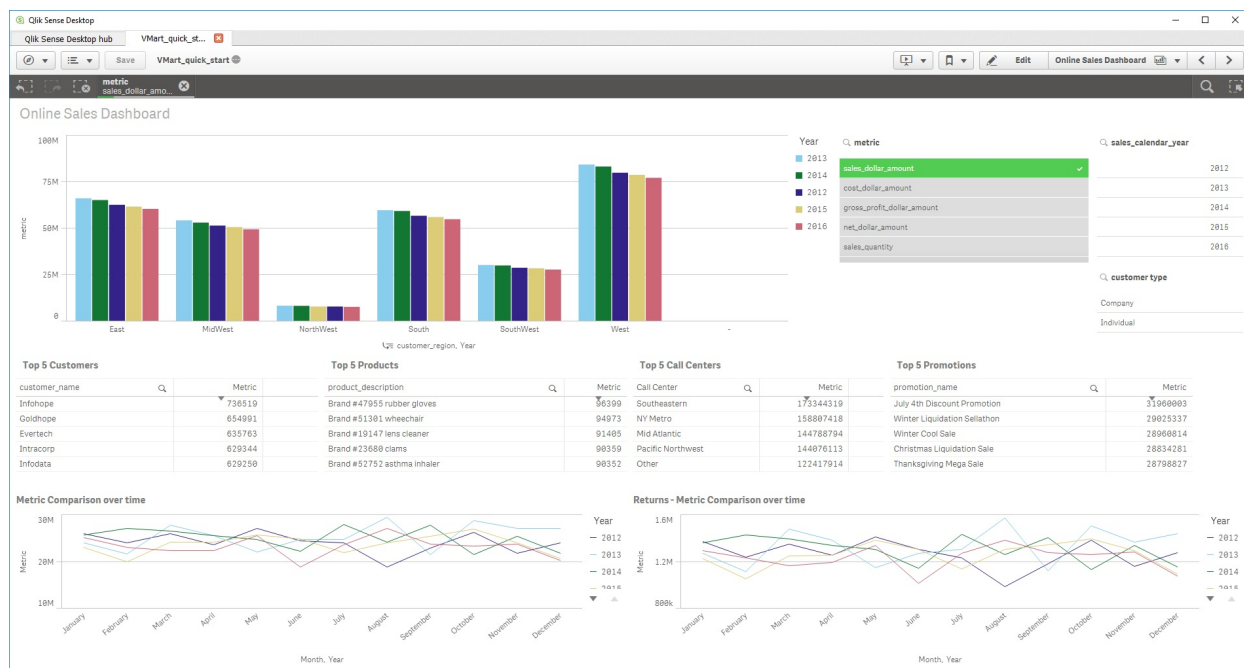 Qlik Sense Desktop
Qlik Sense Desktop hub VMart_quick_st...
Save VMart_quick_start Edit Online Sales Dashboard
metric
sales_dollar_amo...
Online Sales Dashboard
100M
75M
50M
25M
0
metric
East MidWest NorthWest South SouthWest West -
customer_region, Year
Year
2013
2014
2012
2015
2016
metric
sales_dollar_amount
cost_dollar_amount
gross_profit_dollar_amount
net_dollar_amount
sales_quantity
sales_calendar_year
2012
2013
2014
2015
2016
customer type
Company
Individual
Top 5 Customers
customer_name Metric
Infohope 736519
Goldhope 654991
Evertech 635763
Intracorp 629344
Infodata 629250
Top 5 Products
product_description Metric
Brand #47955 rubber gloves 96399
Brand #51301 wheechair 94973
Brand #19147 lens cleaner 91405
Brand #23680 clams 90359
Brand #52752 asthma inhaler 90352
Top 5 Call Centers
Call Center Metric
Southeastern 173344319
NY Metro 158807418
Mid Atlantic 144788794
Pacific Northwest 144076113
Other 122417914
Top 5 Promotions
promotion_name Metric
July 4th Discount Promotion 31960003
Winter Liquidation Sellathon 29025337
Winter Cool Sale 28960814
Christmas Liquidation Sale 28834281
Thanksgiving Mega Sale 28798827
Metric Comparison over time
30M
20M
10M
Metric
January February March April May June July August September October November December
Month, Year
Year
2012
2013
2014
2015
Returns - Metric Comparison over time
1.6M
1.2M
800k
Metric
January February March April May June July August September October November December
Month, Year
Year
2012
2013
2014
2015